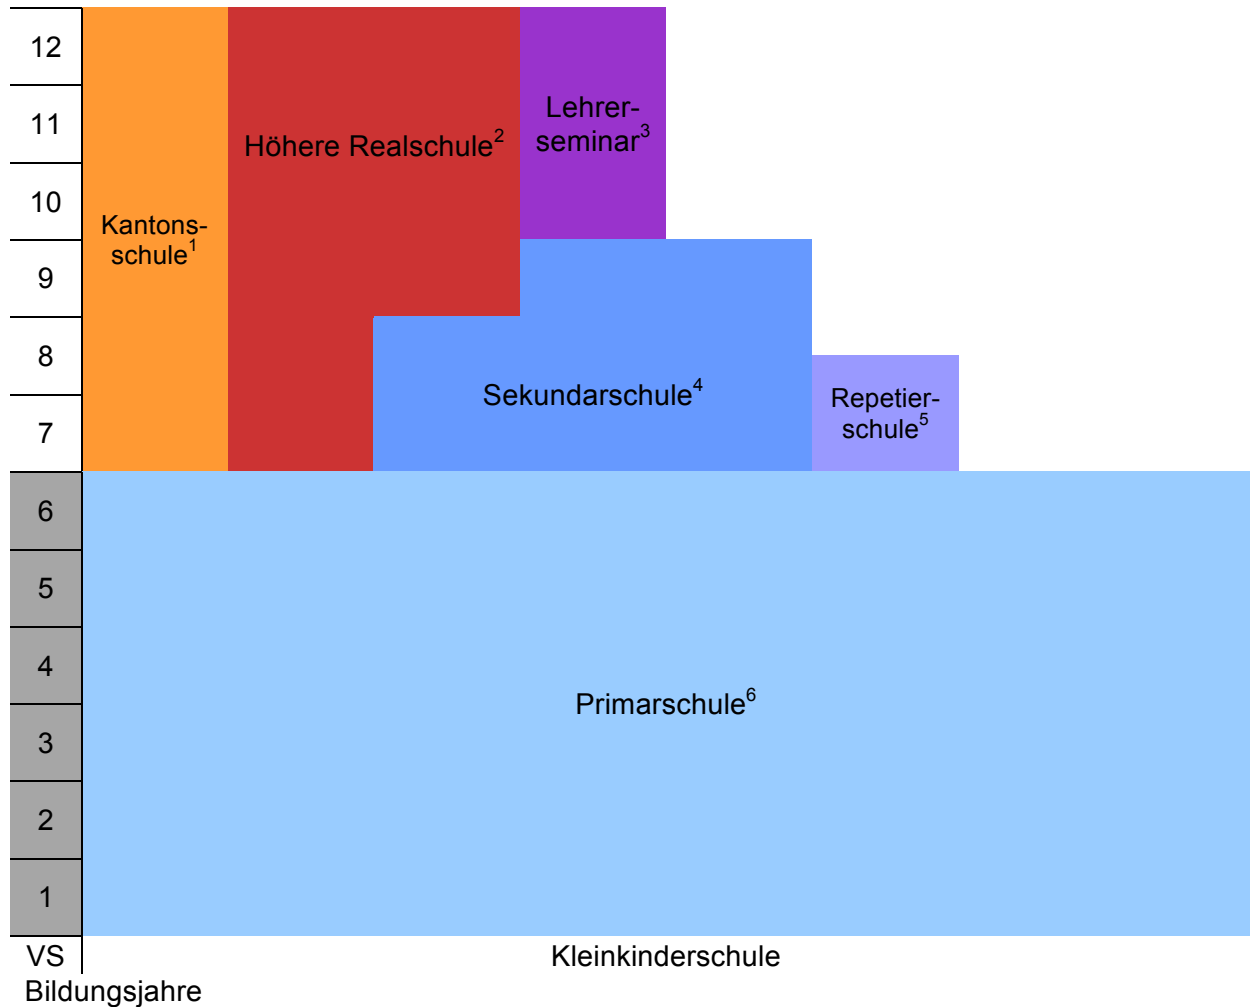 12
11
10
9
8
7
6
5
4
3
2
1
VS
Bildungsjahre
Kantons-
schule¹
Höhere Realschule²
Lehrer-
seminar³
Sekundarschule⁴
Repetier-
schule⁵
Primarschule⁶
Kleinkinderschule